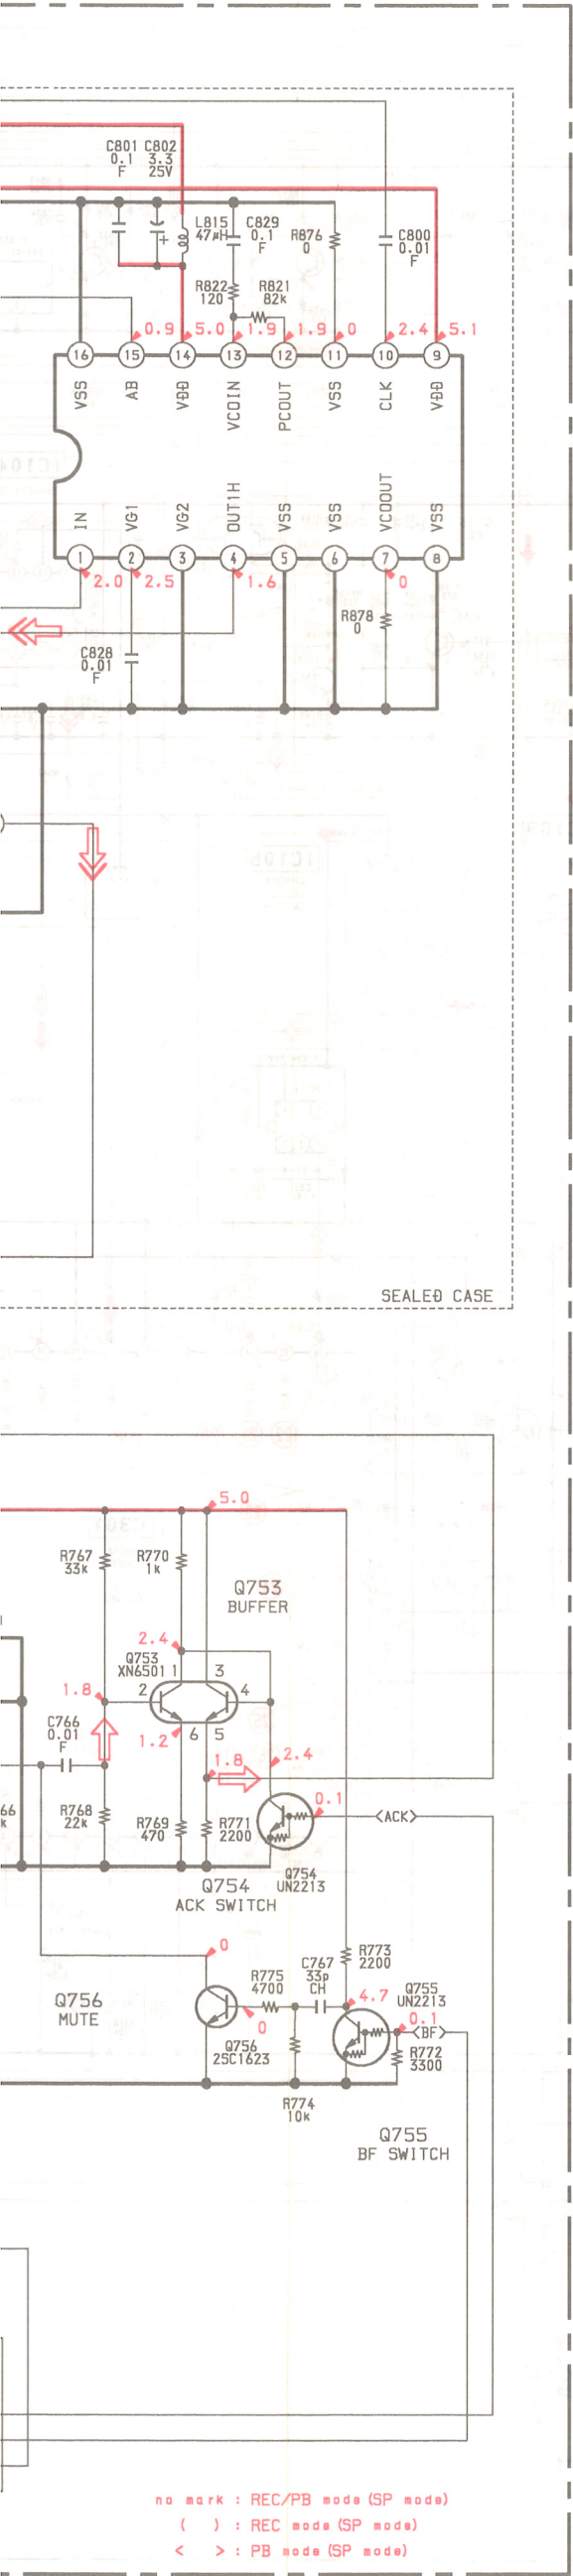 C801 C802
0.1 3.3
F 25V
L815 C829
47μH 0.1
F
R876
0
C800
0.01
F
R822 R821
120 82k
0.9 5.0 1.9 1.9 0 2.4 5.1
16 15 14 13 12 11 10 9
VSS AB VDD VCOIN PCOUT VSS CLK VDD
IN VG1 VG2 OUT1H VSS VSS VCOOUT VSS
1 2 3 4 5 6 7 8
2.0 2.5 1.6 0
R878
0
C828
0.01
F
SEALED CASE
5.0
R767 R770
33k 1k
Q753
BUFFER
2.4
Q753
XN6501 1 3
2 4
1.8
C766
0.01
F
1.2 6 5
1.8 2.4
0.1
<ACK>
66
k
R768 R769 R771
22k 470 2200
Q754
UN2213
Q754
ACK SWITCH
0
R773
2200
C767
33p
CH
R775
4700
4.7
Q755
UN2213
0.1
<BF>
Q756
MUTE
0
Q756
2SC1623
R772
3300
R774
10k
Q755
BF SWITCH
no mark : REC/PB mode (SP mode)
( ) : REC mode (SP mode)
< > : PB mode (SP mode)